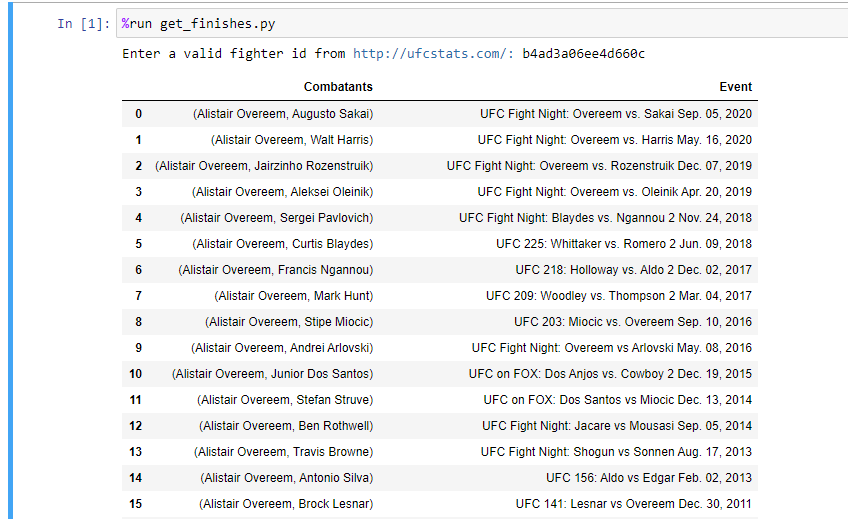 In [1]: %run get_finishes.py
Enter a valid fighter id from http://ufcstats.com/: b4ad3a06ee4d660c
Combatants Event
0 (Alistair Overeem, Augusto Sakai) UFC Fight Night: Overeem vs. Sakai Sep. 05, 2020
1 (Alistair Overeem, Walt Harris) UFC Fight Night: Overeem vs. Harris May. 16, 2020
2 (Alistair Overeem, Jairzinho Rozenstruik) UFC Fight Night: Overeem vs. Rozenstruik Dec. 07, 2019
3 (Alistair Overeem, Aleksei Oleinik) UFC Fight Night: Overeem vs. Oleinik Apr. 20, 2019
4 (Alistair Overeem, Sergei Pavlovich) UFC Fight Night: Blaydes vs. Ngannou 2 Nov. 24, 2018
5 (Alistair Overeem, Curtis Blaydes) UFC 225: Whittaker vs. Romero 2 Jun. 09, 2018
6 (Alistair Overeem, Francis Ngannou) UFC 218: Holloway vs. Aldo 2 Dec. 02, 2017
7 (Alistair Overeem, Mark Hunt) UFC 209: Woodley vs. Thompson 2 Mar. 04, 2017
8 (Alistair Overeem, Stipe Miocic) UFC 203: Miocic vs. Overeem Sep. 10, 2016
9 (Alistair Overeem, Andrei Arlovski) UFC Fight Night: Overeem vs Arlovski May. 08, 2016
10 (Alistair Overeem, Junior Dos Santos) UFC on FOX: Dos Anjos vs. Cowboy 2 Dec. 19, 2015
11 (Alistair Overeem, Stefan Struve) UFC on FOX: Dos Santos vs Miocic Dec. 13, 2014
12 (Alistair Overeem, Ben Rothwell) UFC Fight Night: Jacare vs Mousasi Sep. 05, 2014
13 (Alistair Overeem, Travis Browne) UFC Fight Night: Shogun vs Sonnen Aug. 17, 2013
14 (Alistair Overeem, Antonio Silva) UFC 156: Aldo vs Edgar Feb. 02, 2013
15 (Alistair Overeem, Brock Lesnar) UFC 141: Lesnar vs Overeem Dec. 30, 2011